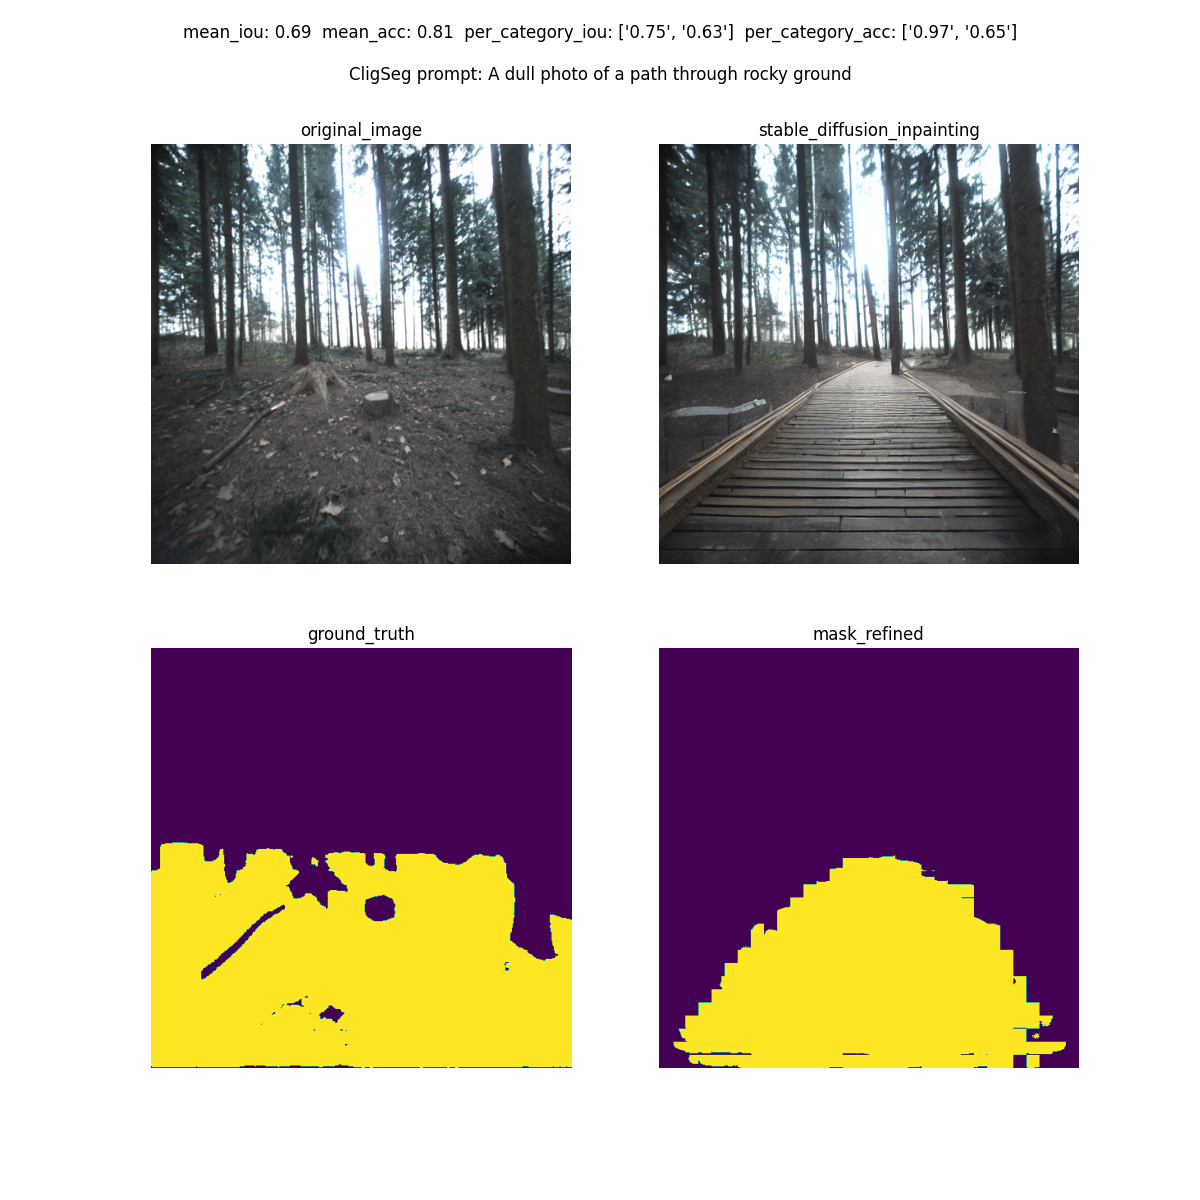 mean_iou: 0.69  mean_acc: 0.81  per_category_iou: ['0.75', '0.63']  per_category_acc: ['0.97', '0.65']
CligSeg prompt: A dull photo of a path through rocky ground
original_image
stable_diffusion_inpainting
ground_truth
mask_refined